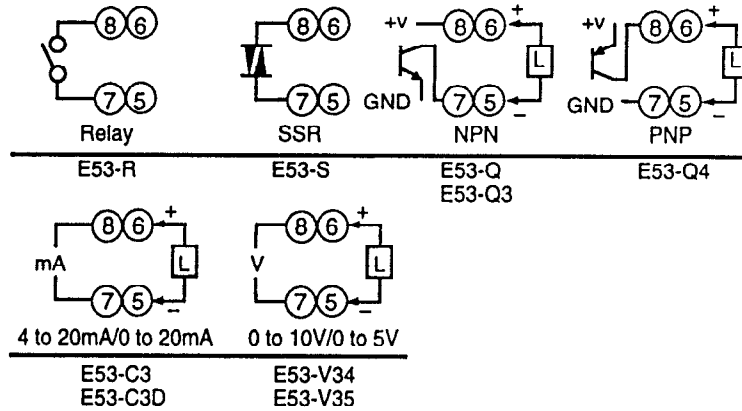 8 6
7 5
Relay
E53-R
8 6
7 5
SSR
E53-S
+v 8 6 +
L
GND 7 5 −
NPN
E53-Q
E53-Q3
+v 8 6 +
L
GND 7 5 −
PNP
E53-Q4
8 6 +
mA L
7 5 −
4 to 20mA/0 to 20mA
E53-C3
E53-C3D
8 6 +
V L
7 5 −
0 to 10V/0 to 5V
E53-V34
E53-V35